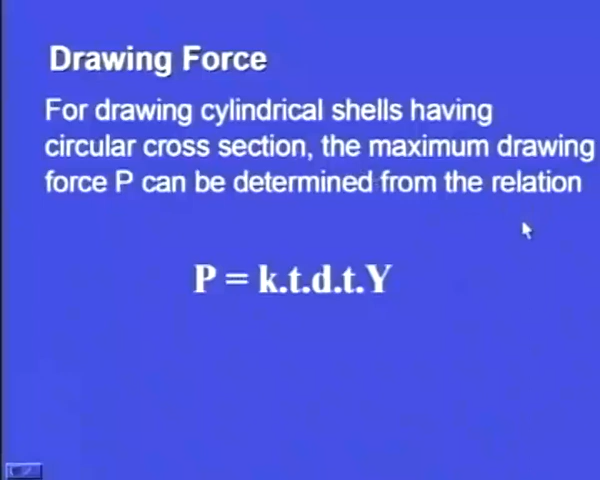 Drawing Force
For drawing cylindrical shells having
circular cross section, the maximum drawing
force P can be determined from the relation
P = k.t.d.t.Y